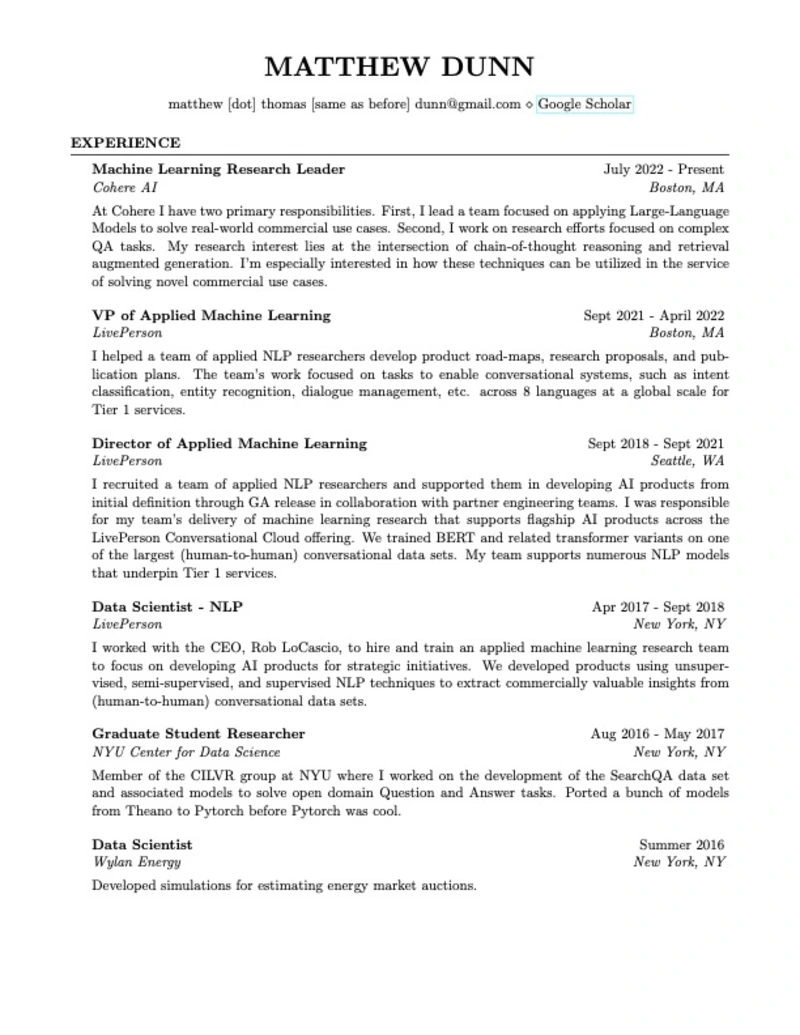 MATTHEW DUNN
matthew [dot] thomas [same as before] dunn@gmail.com ⋄ Google Scholar
EXPERIENCE
Machine Learning Research Leader July 2022 - Present
Cohere AI Boston, MA
At Cohere I have two primary responsibilities. First, I lead a team focused on applying Large-Language
Models to solve real-world commercial use cases. Second, I work on research efforts focused on complex
QA tasks. My research interest lies at the intersection of chain-of-thought reasoning and retrieval
augmented generation. I'm especially interested in how these techniques can be utilized in the service
of solving novel commercial use cases.
VP of Applied Machine Learning Sept 2021 - April 2022
LivePerson Boston, MA
I helped a team of applied NLP researchers develop product road-maps, research proposals, and pub-
lication plans. The team's work focused on tasks to enable conversational systems, such as intent
classification, entity recognition, dialogue management, etc. across 8 languages at a global scale for
Tier 1 services.
Director of Applied Machine Learning Sept 2018 - Sept 2021
LivePerson Seattle, WA
I recruited a team of applied NLP researchers and supported them in developing AI products from
initial definition through GA release in collaboration with partner engineering teams. I was responsible
for my team's delivery of machine learning research that supports flagship AI products across the
LivePerson Conversational Cloud offering. We trained BERT and related transformer variants on one
of the largest (human-to-human) conversational data sets. My team supports numerous NLP models
that underpin Tier 1 services.
Data Scientist - NLP Apr 2017 - Sept 2018
LivePerson New York, NY
I worked with the CEO, Rob LoCascio, to hire and train an applied machine learning research team
to focus on developing AI products for strategic initiatives. We developed products using unsuper-
vised, semi-supervised, and supervised NLP techniques to extract commercially valuable insights from
(human-to-human) conversational data sets.
Graduate Student Researcher Aug 2016 - May 2017
NYU Center for Data Science New York, NY
Member of the CILVR group at NYU where I worked on the development of the SearchQA data set
and associated models to solve open domain Question and Answer tasks. Ported a bunch of models
from Theano to Pytorch before Pytorch was cool.
Data Scientist Summer 2016
Wylan Energy New York, NY
Developed simulations for estimating energy market auctions.